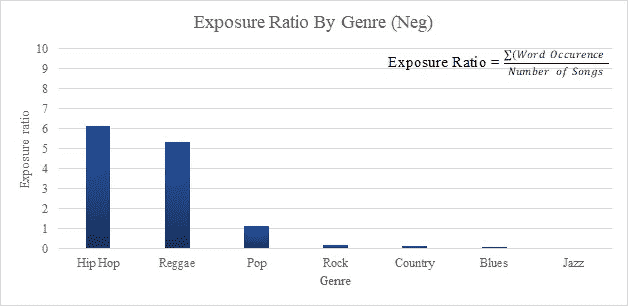 Exposure Ratio By Genre (Neg)
Exposure Ratio = ∑(Word Occurence
Number of Songs
10
9
8
7
6
5
4
3
2
1
0
Exposure ratio
Hip Hop Reggae Pop Rock Country Blues Jazz
Genre